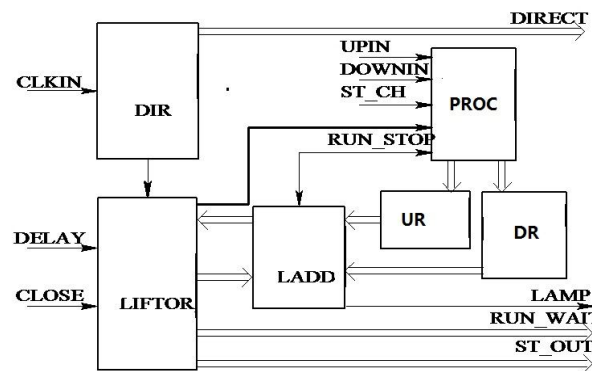 DIRECT
UPIN
DOWNIN
CLKIN
ST_CH
PROC
DIR
RUN_STOP
UR
DELAY
DR
LADD
CLOSE
LIFTOR
LAMP
RUN_WAIT
ST_OUT